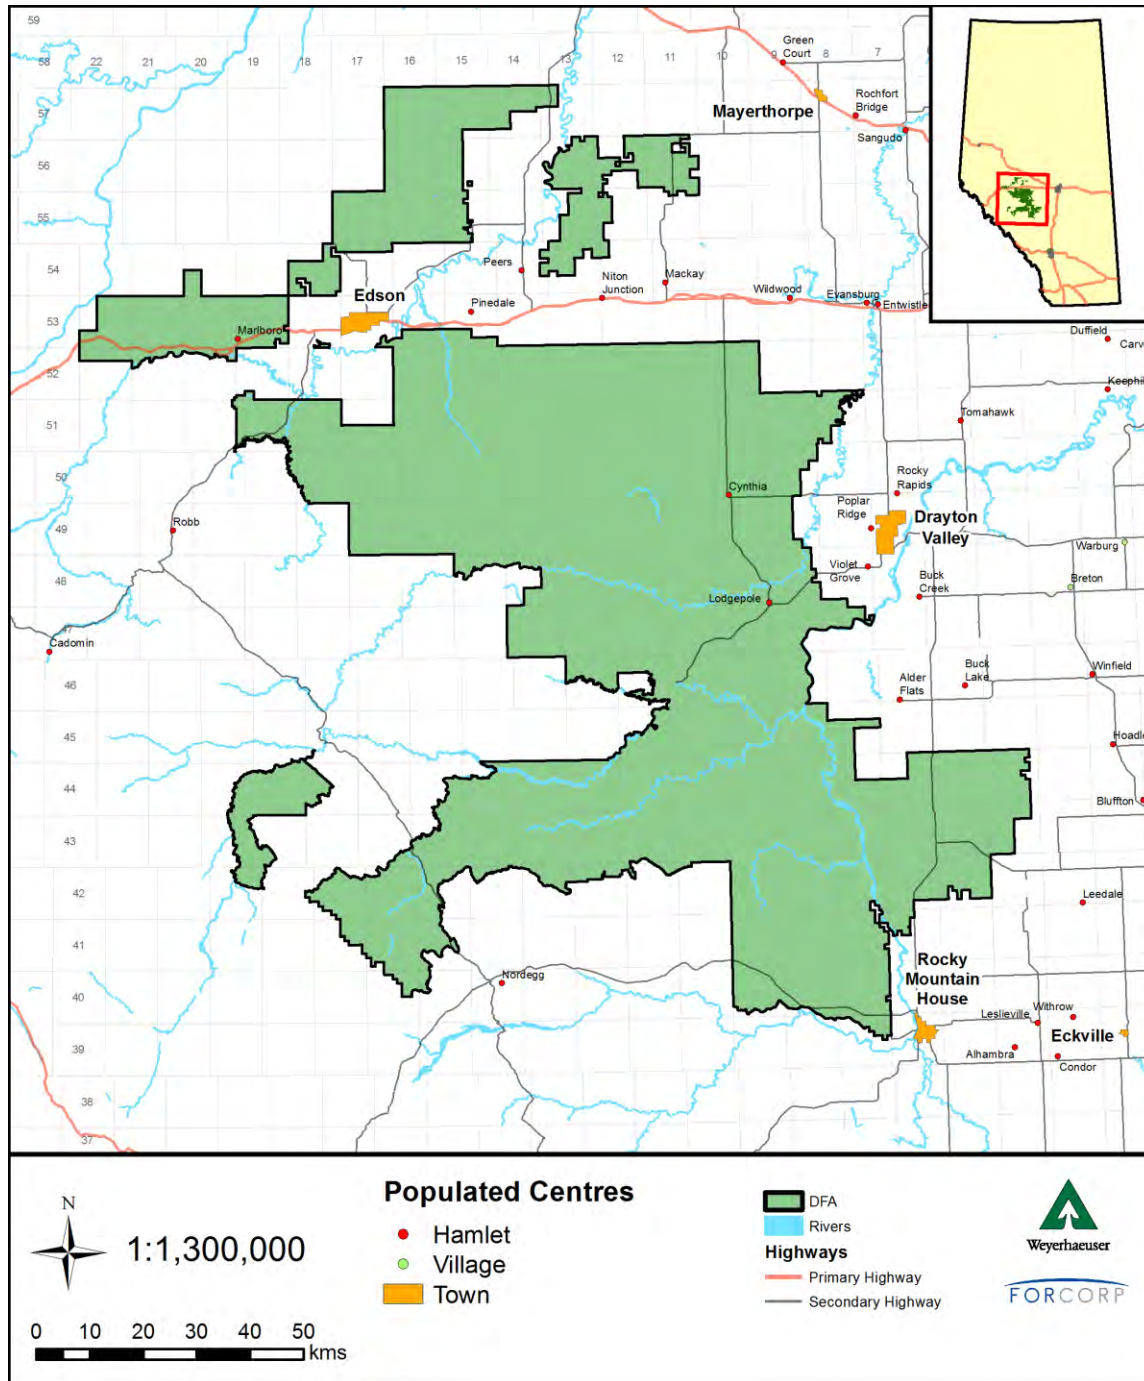 59
Green
Court
22
21
20
19
18
17
16
15
14
13
12
11
10
9
8
7
58
57
56
55
54
53
52
51
50
49
48
47
46
45
44
43
42
41
40
39
38
37
Mayerthorpe
Rochfort
Bridge
Sangudo
Peers
Niton
Junction
Mackay
Wildwood
Evansburg
Entwistle
Edson
Pinedale
Marlboro
Duffield
Carv
Keephil
Tomahawk
Cynthia
Rocky
Rapids
Poplar
Ridge
Drayton
Valley
Robb
Warburg
Violet
Grove
Buck
Creek
Breton
Lodgepole
Cadomin
Alder
Flats
Buck
Lake
Winfield
Hoadle
Bluffton
Leedale
Nordegg
Rocky
Mountain
House
Leslieville
Withrow
Eckville
Alhambra
Condor
N
1:1,300,000
0 10 20 30 40 50
kms
Populated Centres
Hamlet
Village
Town
DFA
Rivers
Highways
Primary Highway
Secondary Highway
Weyerhaeuser
FORCORP